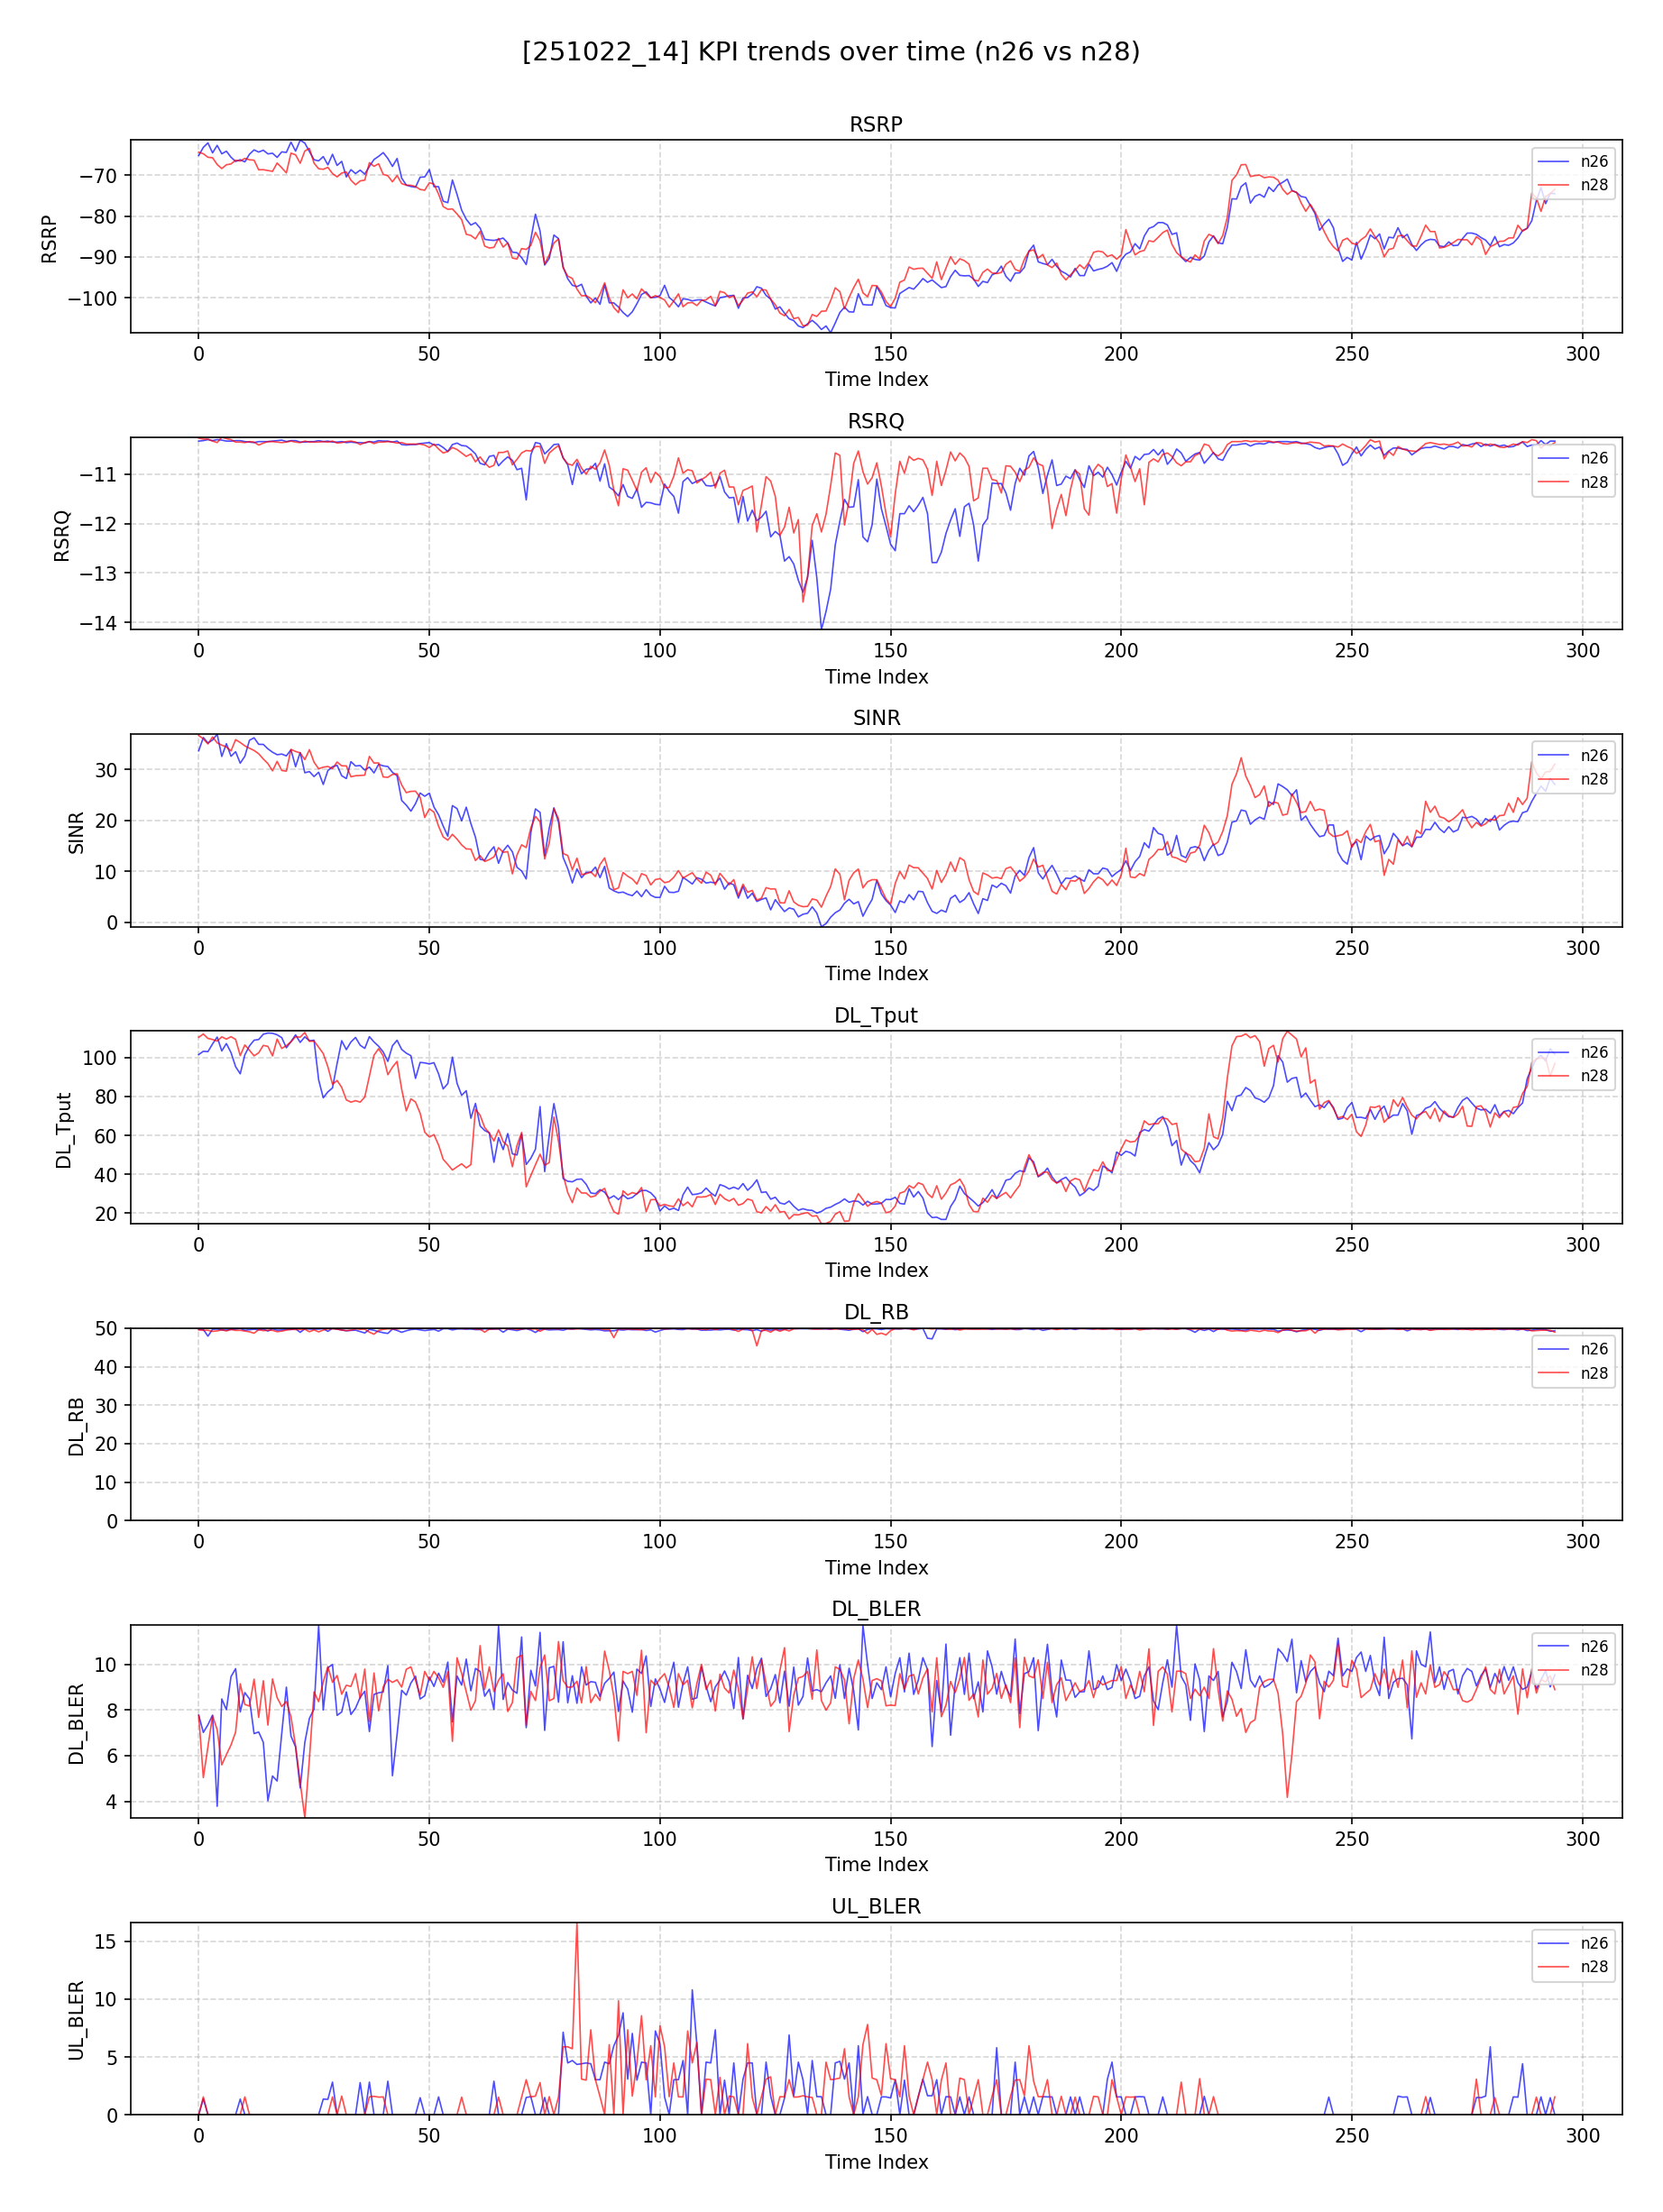 [251022_14] KPI trends over time (n26 vs n28)
RSRP
RSRP
−70
−80
−90
−100
n26
n28
0 50 100 150 200 250 300
Time Index
RSRQ
RSRQ
−11
−12
−13
−14
n26
n28
0 50 100 150 200 250 300
Time Index
SINR
SINR
30
20
10
0
n26
n28
0 50 100 150 200 250 300
Time Index
DL_Tput
DL_Tput
100
80
60
40
20
n26
n28
0 50 100 150 200 250 300
Time Index
DL_RB
DL_RB
50
40
30
20
10
0
n26
n28
0 50 100 150 200 250 300
Time Index
DL_BLER
DL_BLER
10
8
6
4
n26
n28
0 50 100 150 200 250 300
Time Index
UL_BLER
UL_BLER
15
10
5
0
n26
n28
0 50 100 150 200 250 300
Time Index